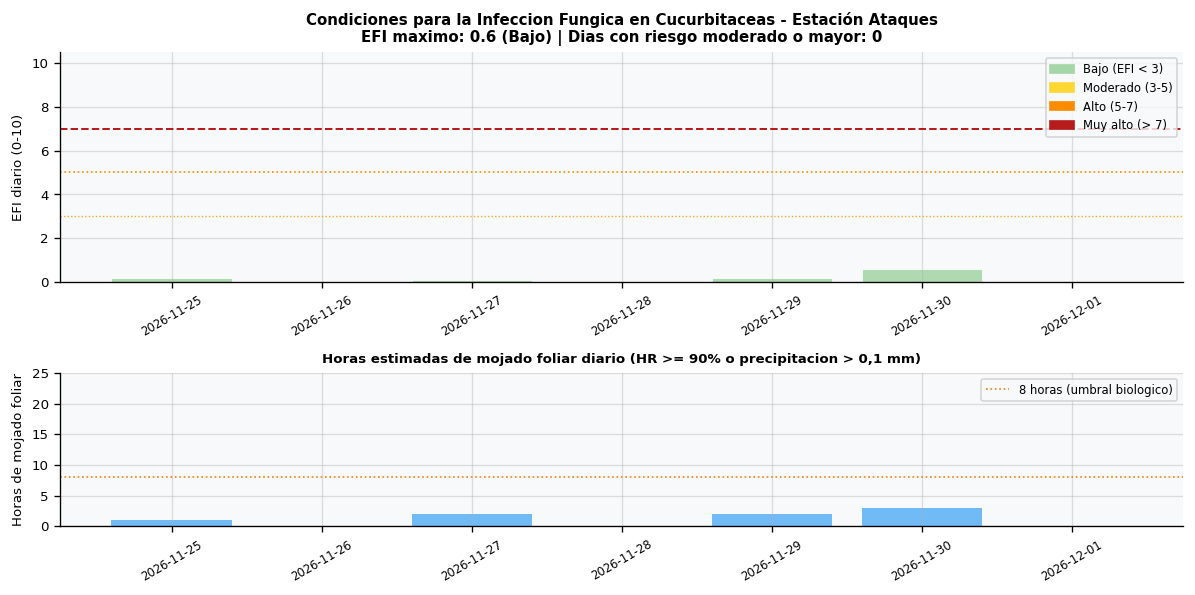 Condiciones para la Infeccion Fungica en Cucurbitaceas - Estación Ataques
EFI maximo: 0.6 (Bajo) | Dias con riesgo moderado o mayor: 0
EFI diario (0-10)
10
8
6
4
2
0
Bajo (EFI < 3)
Moderado (3-5)
Alto (5-7)
Muy alto (> 7)
2026-11-25
2026-11-26
2026-11-27
2026-11-28
2026-11-29
2026-11-30
2026-12-01
Horas estimadas de mojado foliar diario (HR >= 90% o precipitacion > 0,1 mm)
Horas de mojado foliar
25
20
15
10
5
0
8 horas (umbral biologico)
2026-11-25
2026-11-26
2026-11-27
2026-11-28
2026-11-29
2026-11-30
2026-12-01